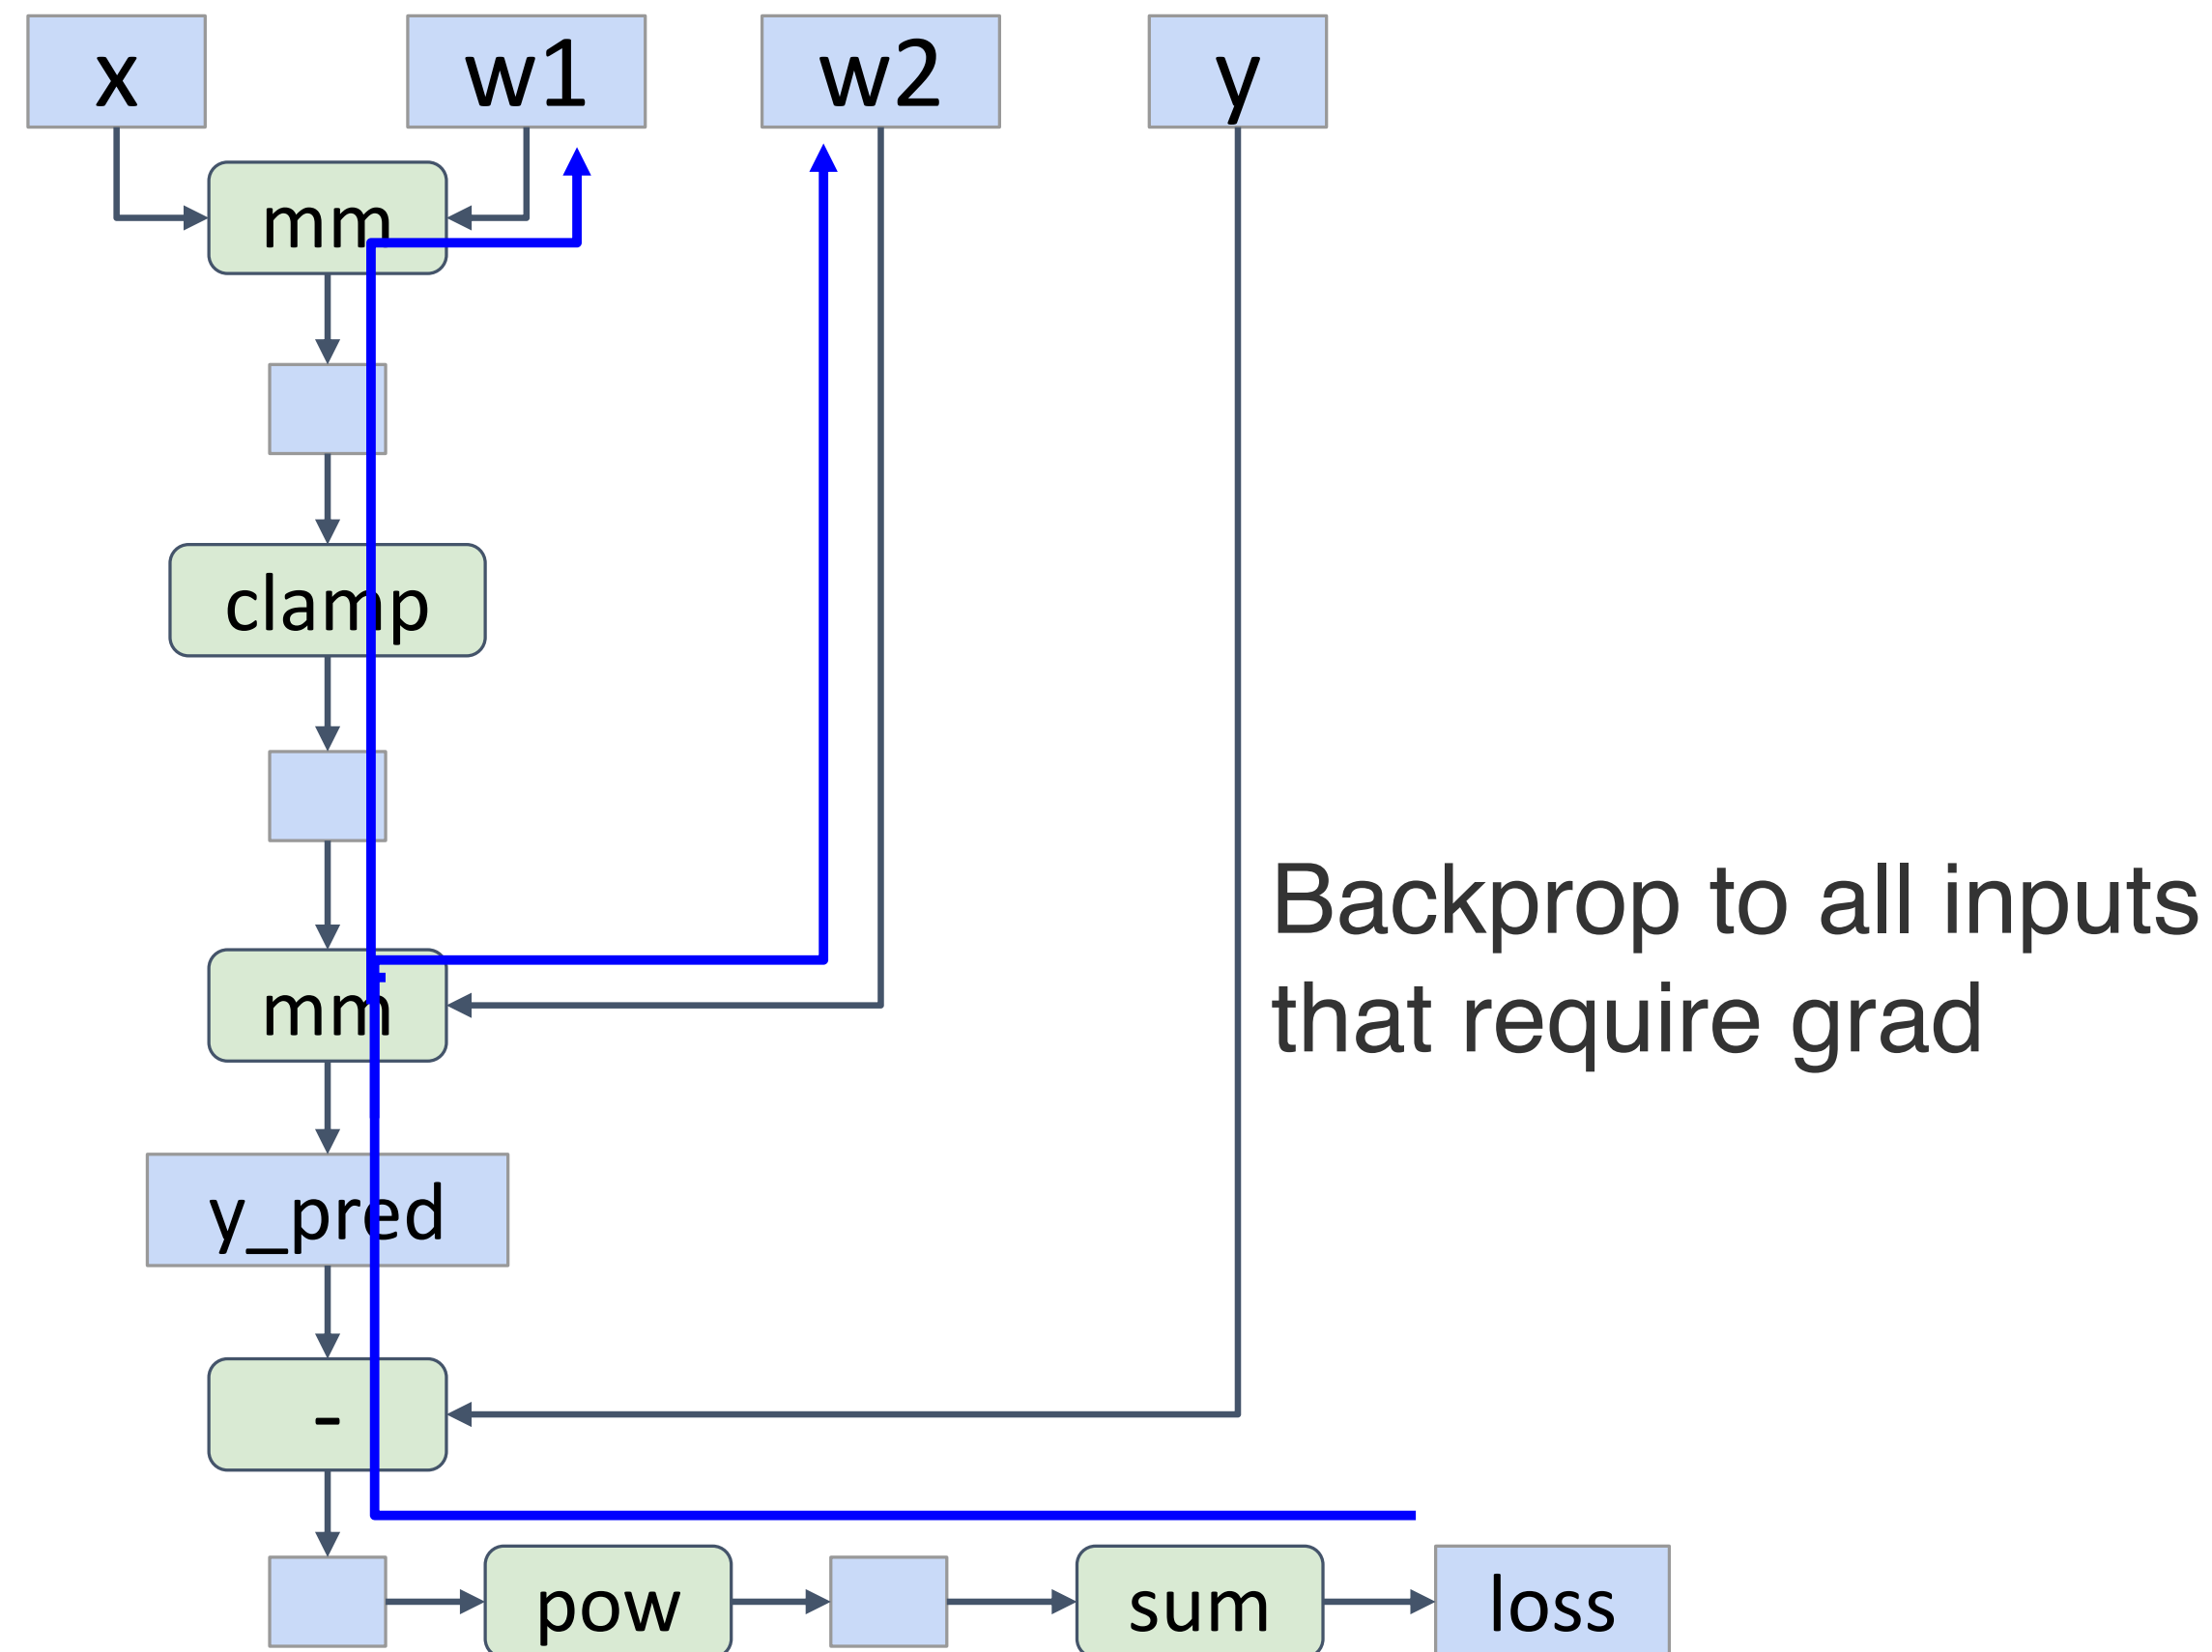 x
w1
w2
y
mm
clamp
mm
Backprop to all inputs
that require grad
y_pred
-
pow
sum
loss